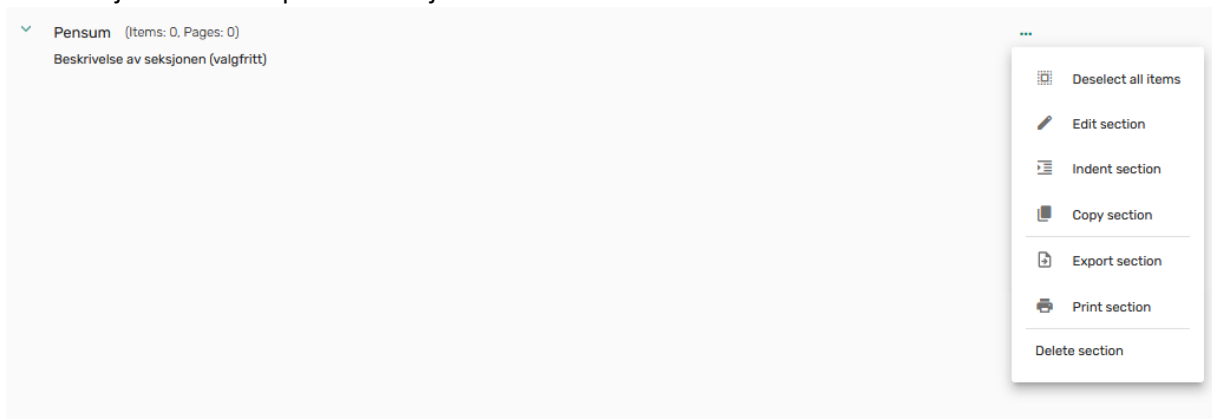 Pensum (Items: 0, Pages: 0)
Beskrivelse av seksjonen (valgfritt)
Deselect all items
Edit section
Indent section
Copy section
Export section
Print section
Delete section